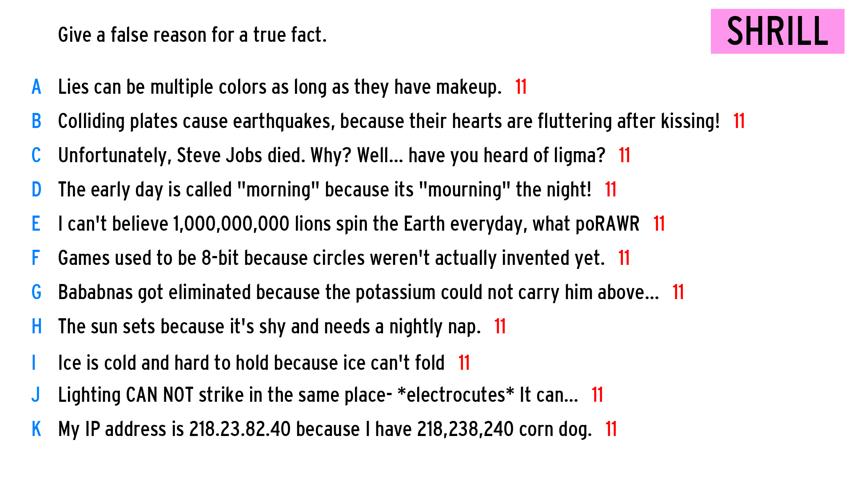 Give a false reason for a true fact.
SHRILL
A Lies can be multiple colors as long as they have makeup. 11
B Colliding plates cause earthquakes, because their hearts are fluttering after kissing! 11
C Unfortunately, Steve Jobs died. Why? Well... have you heard of ligma? 11
D The early day is called "morning" because its "mourning" the night! 11
E I can't believe 1,000,000,000 lions spin the Earth everyday, what poRAWR 11
F Games used to be 8-bit because circles weren't actually invented yet. 11
G Bababnas got eliminated because the potassium could not carry him above... 11
H The sun sets because it's shy and needs a nightly nap. 11
I Ice is cold and hard to hold because ice can't fold 11
J Lighting CAN NOT strike in the same place- *electrocutes* It can... 11
K My IP address is 218.23.82.40 because I have 218,238,240 corn dog. 11